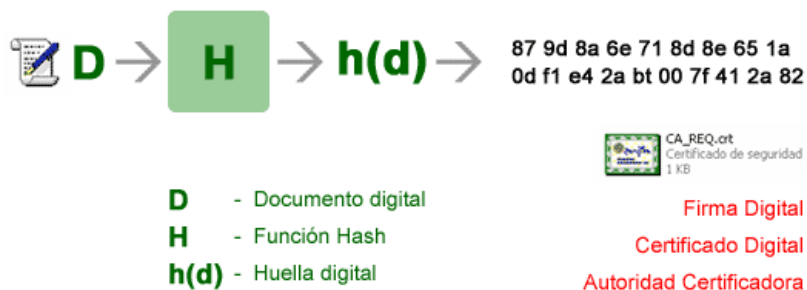 D H h(d) 87 9d 8a 6e 71 8d 8e 65 1a
0d f1 e4 2a bt 00 7f 41 2a 82
CA_REQ.crt
Certificado de seguridad
1 KB
D - Documento digital
H - Función Hash
h(d) - Huella digital
Firma Digital
Certificado Digital
Autoridad Certificadora